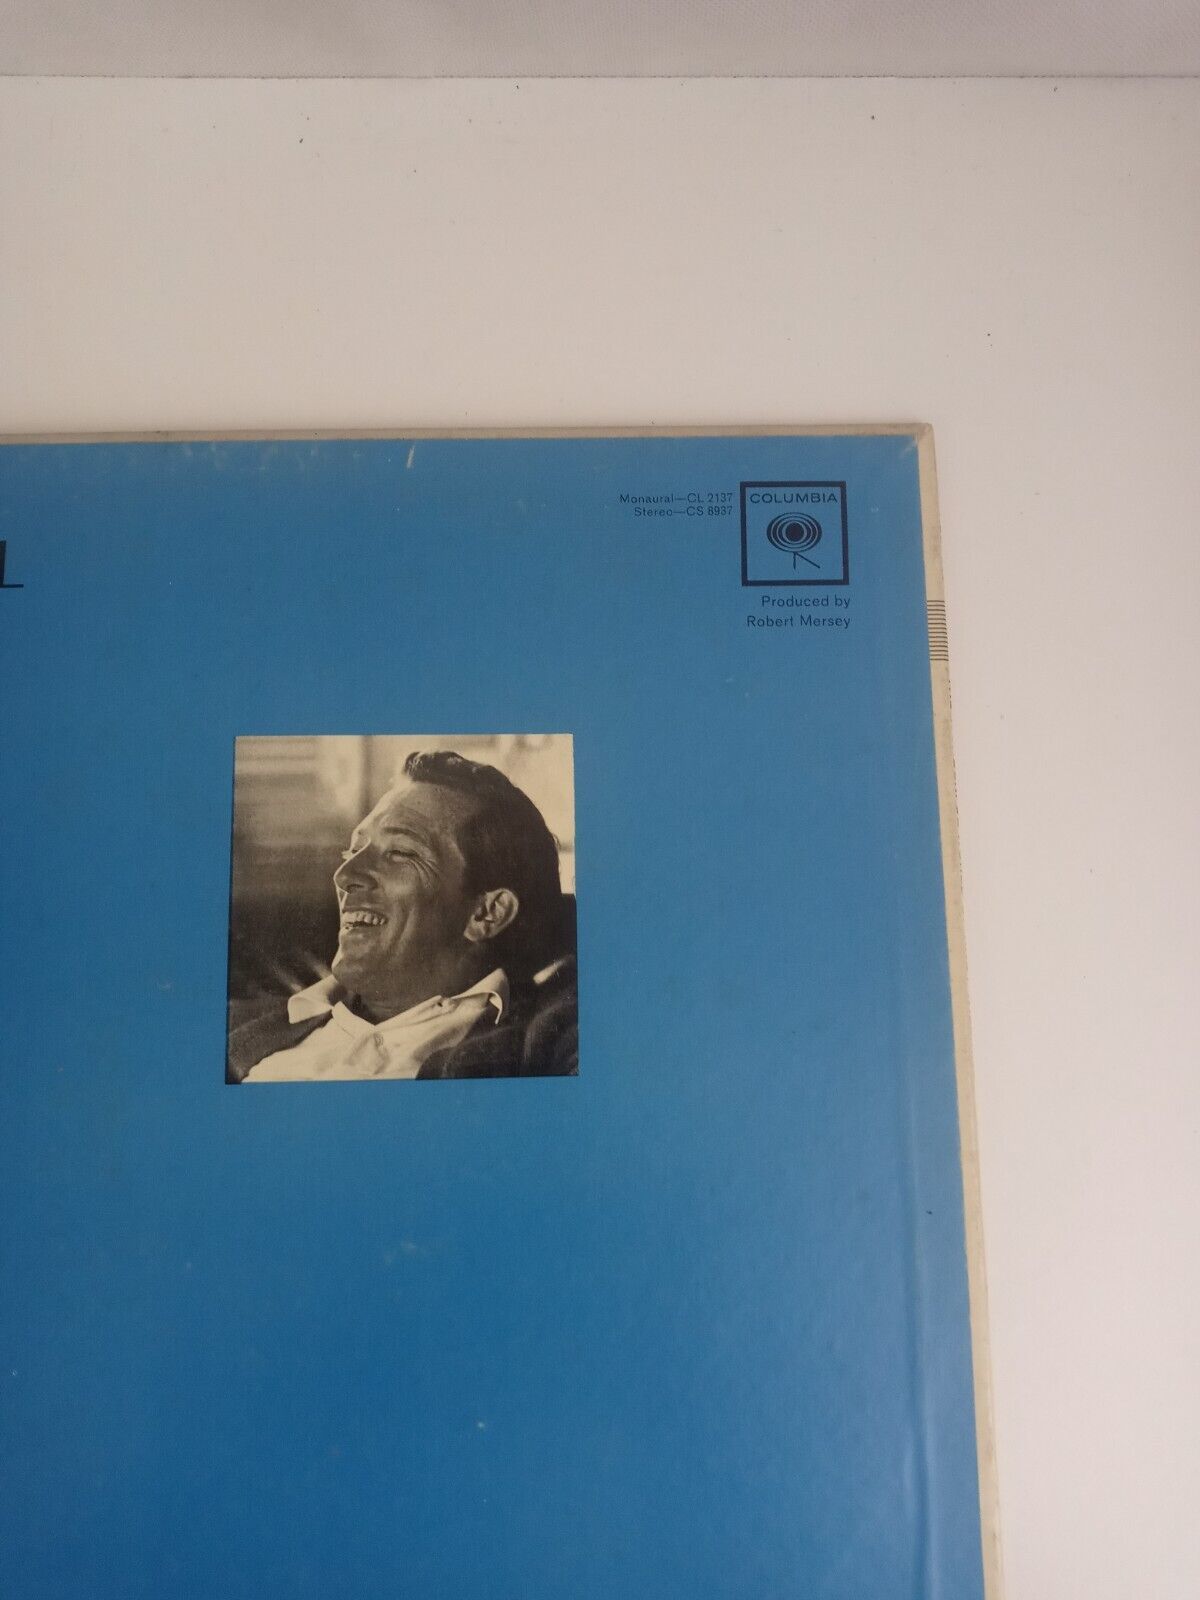 L
Monaural—CL 2137
Stereo—CS 8937
COLUMBIA
Produced by
Robert Mersey